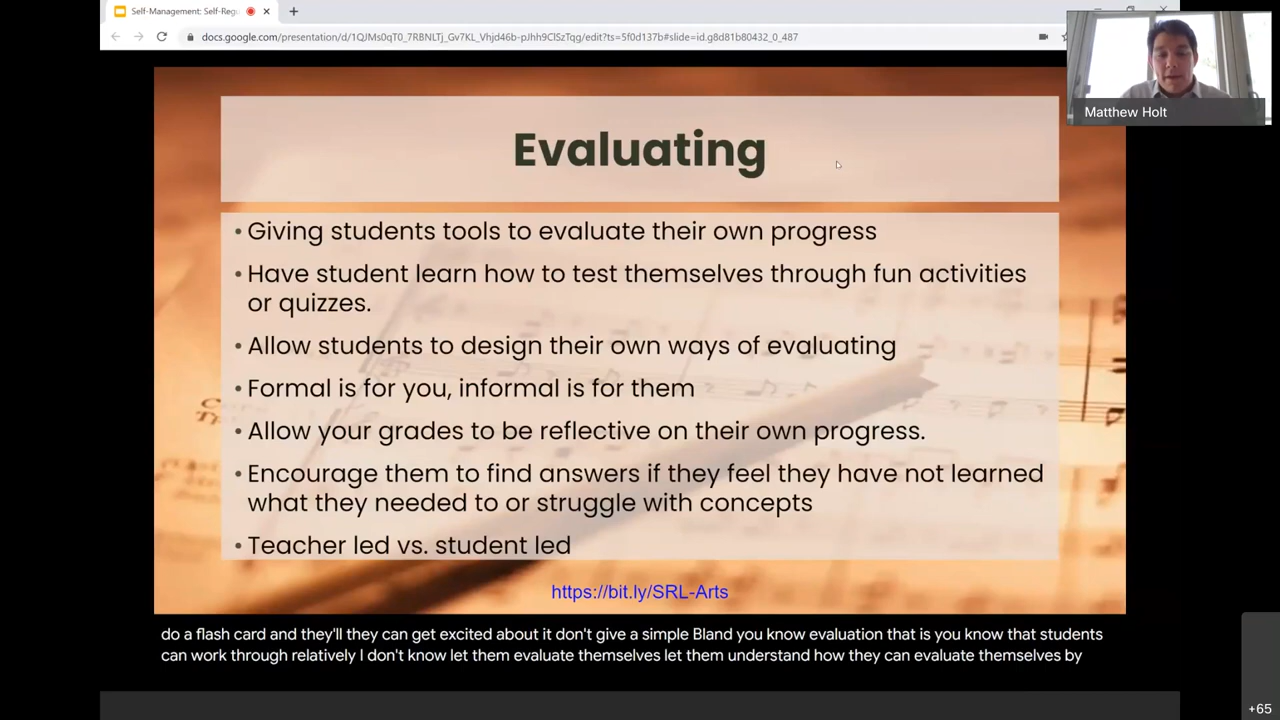 Self-Management: Self-Reg
docs.google.com/presentation/d/1QJMs0qT0_7RBNLTj_Gv7KL_Vhjd46b-pJhh9ClSzTqg/edit?ts=5f0d137b#slide=id.g8d81b80432_0_487
Matthew Holt
Evaluating
• Giving students tools to evaluate their own progress
• Have student learn how to test themselves through fun activities
or quizzes.
• Allow students to design their own ways of evaluating
• Formal is for you, informal is for them
• Allow your grades to be reflective on their own progress.
• Encourage them to find answers if they feel they have not learned
what they needed to or struggle with concepts
• Teacher led vs. student led
https://bit.ly/SRL-Arts
do a flash card and they'll they can get excited about it don't give a simple Bland you know evaluation that is you know that students
can work through relatively I don't know let them evaluate themselves let them understand how they can evaluate themselves by
+65